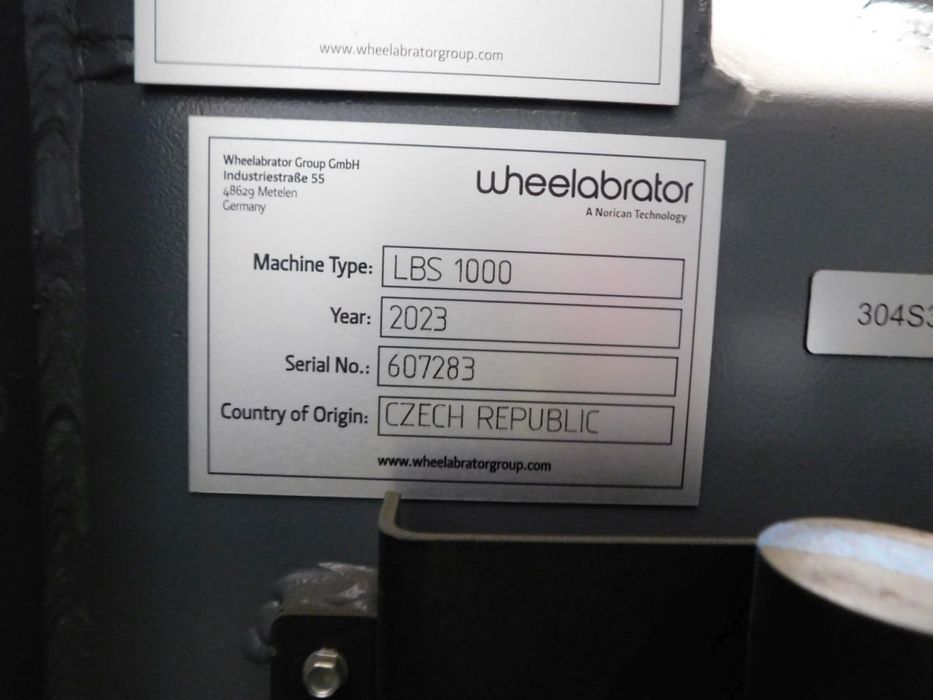 www.wheelabratorgroup.com
Wheelabrator Group GmbH
Industriestraße 55
48629 Metelen
Germany
wheelabrator
A Norican Technology
Machine Type: LBS 1000
Year: 2023
Serial No.: 607283
Country of Origin: CZECH REPUBLIC
www.wheelabratorgroup.com